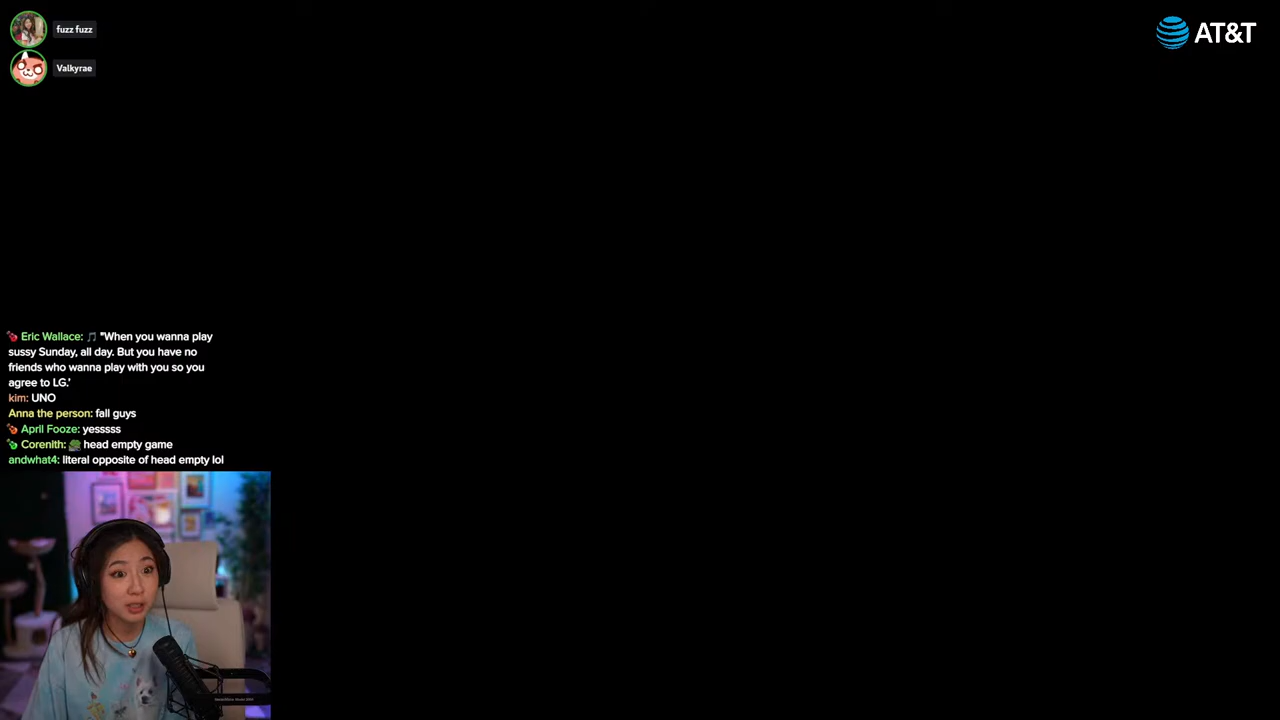 fuzz fuzz
AT&T
Valkyrae
Eric Wallace: 🎵 "When you wanna play
sussy Sunday, all day. But you have no
friends who wanna play with you so you
agree to LG.'
kim: UNO
Anna the person: fall guys
April Fooze: yesssss
Corenith: head empty game
andwhat4: literal opposite of head empty lol